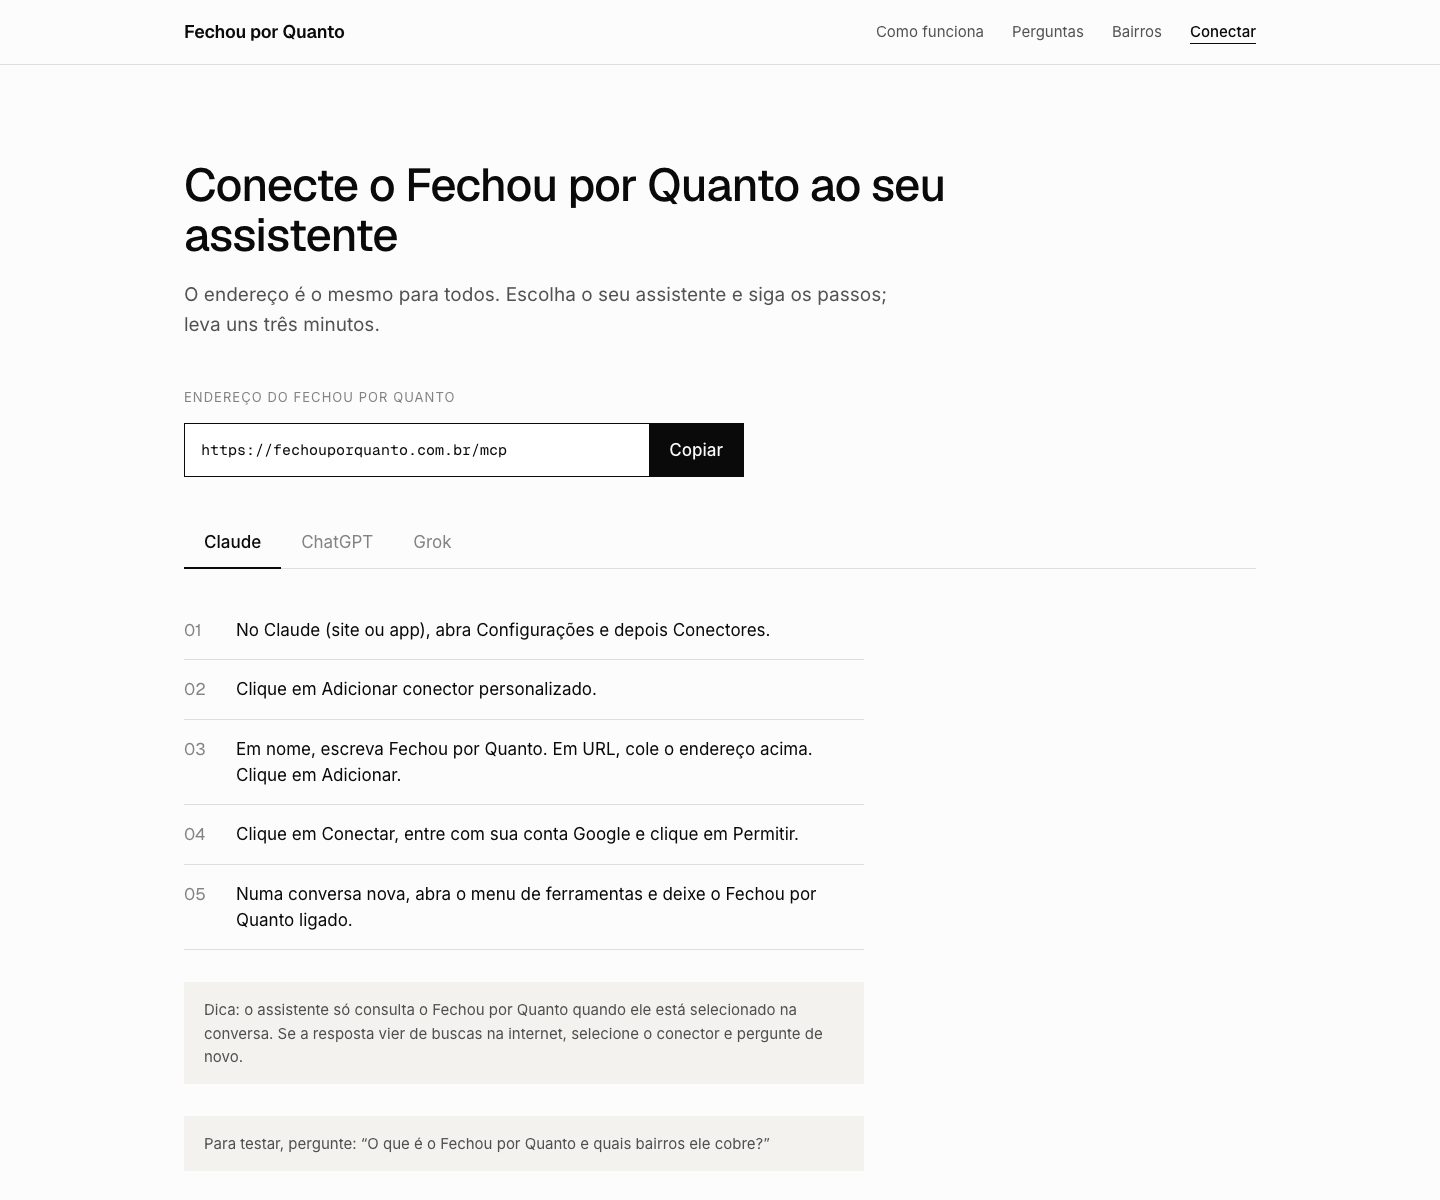 Fechou por Quanto
Como funciona
Perguntas
Bairros
Conectar
Conecte o Fechou por Quanto ao seu
assistente
O endereço é o mesmo para todos. Escolha o seu assistente e siga os passos;
leva uns três minutos.
ENDEREÇO DO FECHOU POR QUANTO
https://fechouporquanto.com.br/mcp
Copiar
Claude
ChatGPT
Grok
01 No Claude (site ou app), abra Configurações e depois Conectores.
02 Clique em Adicionar conector personalizado.
03 Em nome, escreva Fechou por Quanto. Em URL, cole o endereço acima.
Clique em Adicionar.
04 Clique em Conectar, entre com sua conta Google e clique em Permitir.
05 Numa conversa nova, abra o menu de ferramentas e deixe o Fechou por
Quanto ligado.
Dica: o assistente só consulta o Fechou por Quanto quando ele está selecionado na
conversa. Se a resposta vier de buscas na internet, selecione o conector e pergunte de
novo.
Para testar, pergunte: “O que é o Fechou por Quanto e quais bairros ele cobre?”